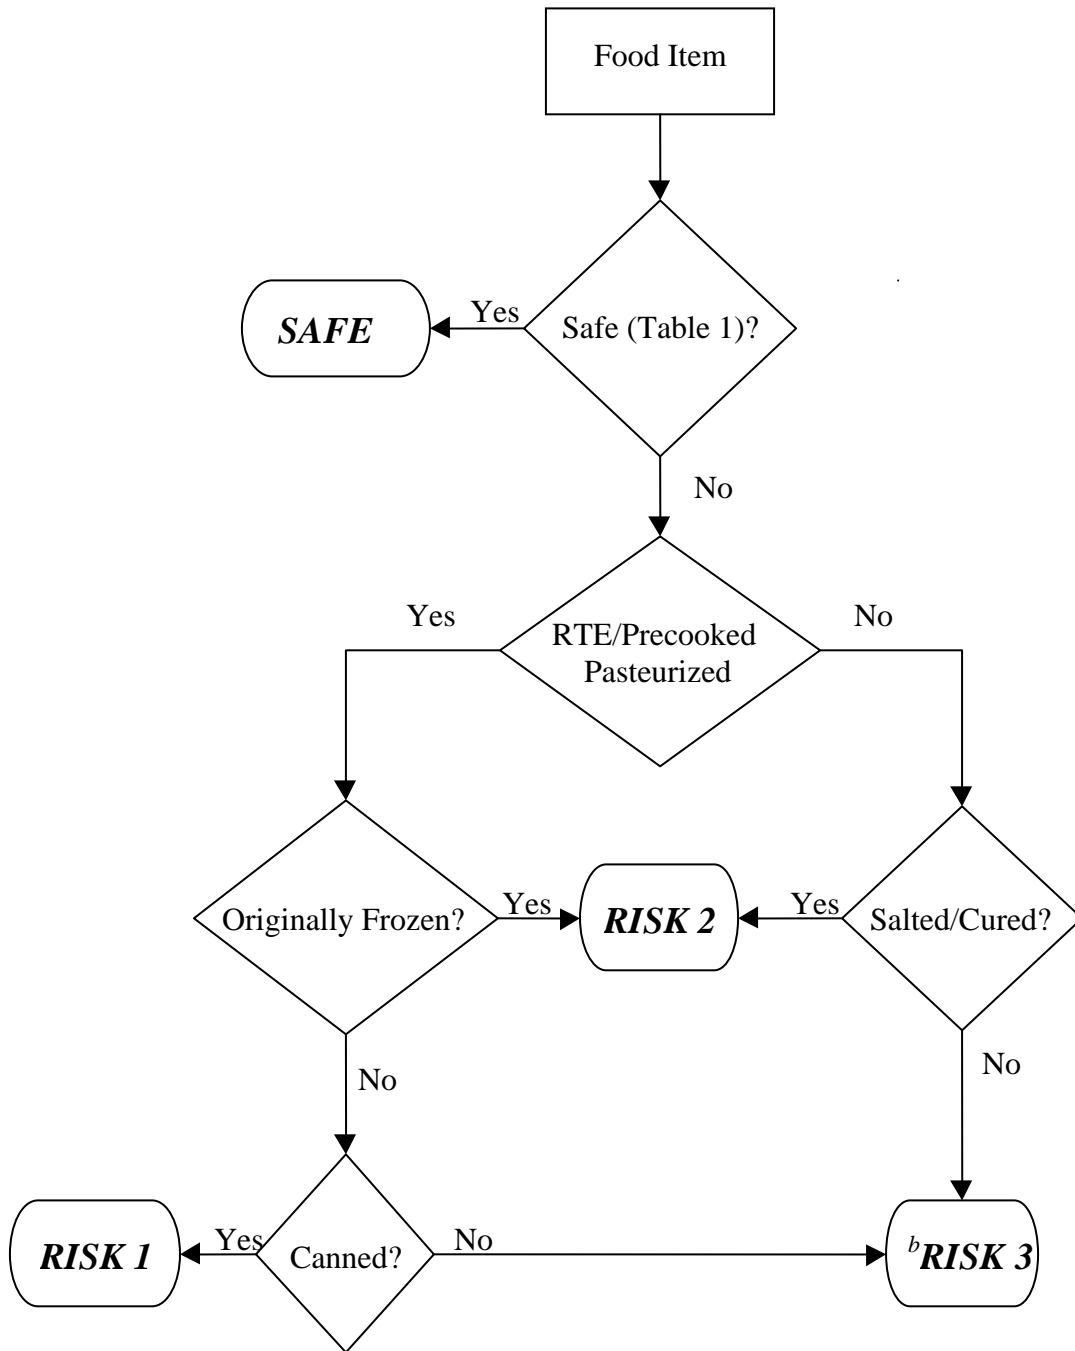 Food Item
Safe (Table 1)?
Yes
SAFE
No
RTE/Precooked
Pasteurized
Yes
No
Originally Frozen?
Yes
RISK 2
Yes
Salted/Cured?
No
No
Canned?
Yes
RISK 1
No
bRISK 3